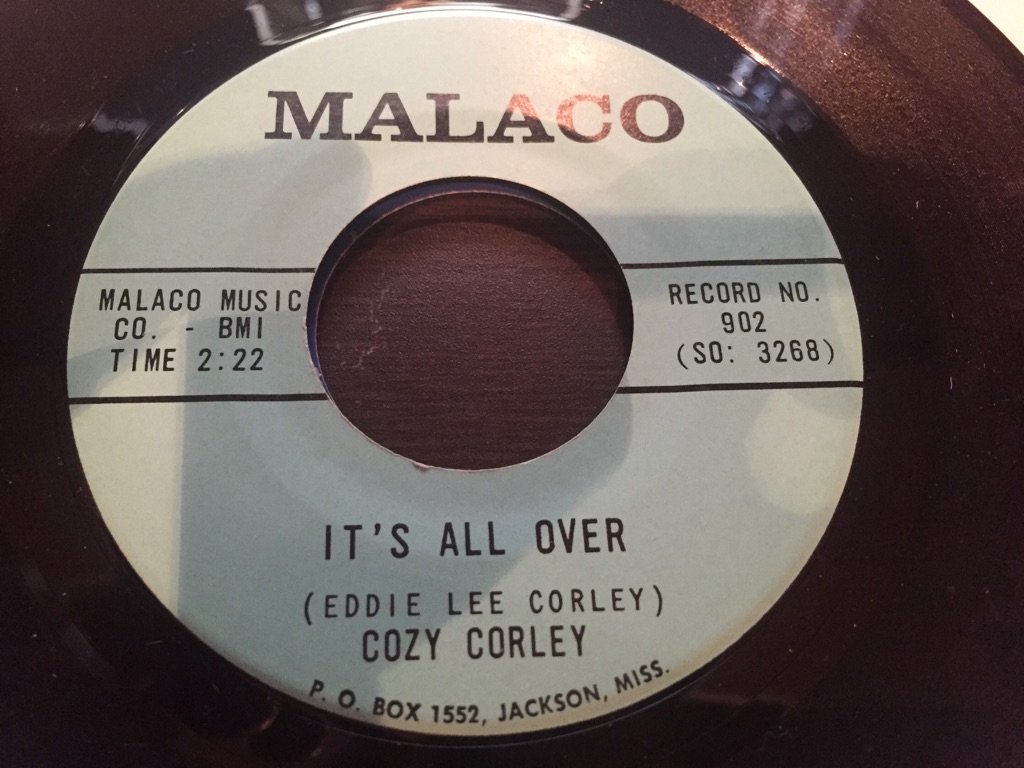 MALACO
MALACO MUSIC
CO. - BMI
TIME 2:22
RECORD NO.
902
(SO: 3268)
IT'S ALL OVER
(EDDIE LEE CORLEY)
COZY CORLEY
P. O. BOX 1552, JACKSON, MISS.